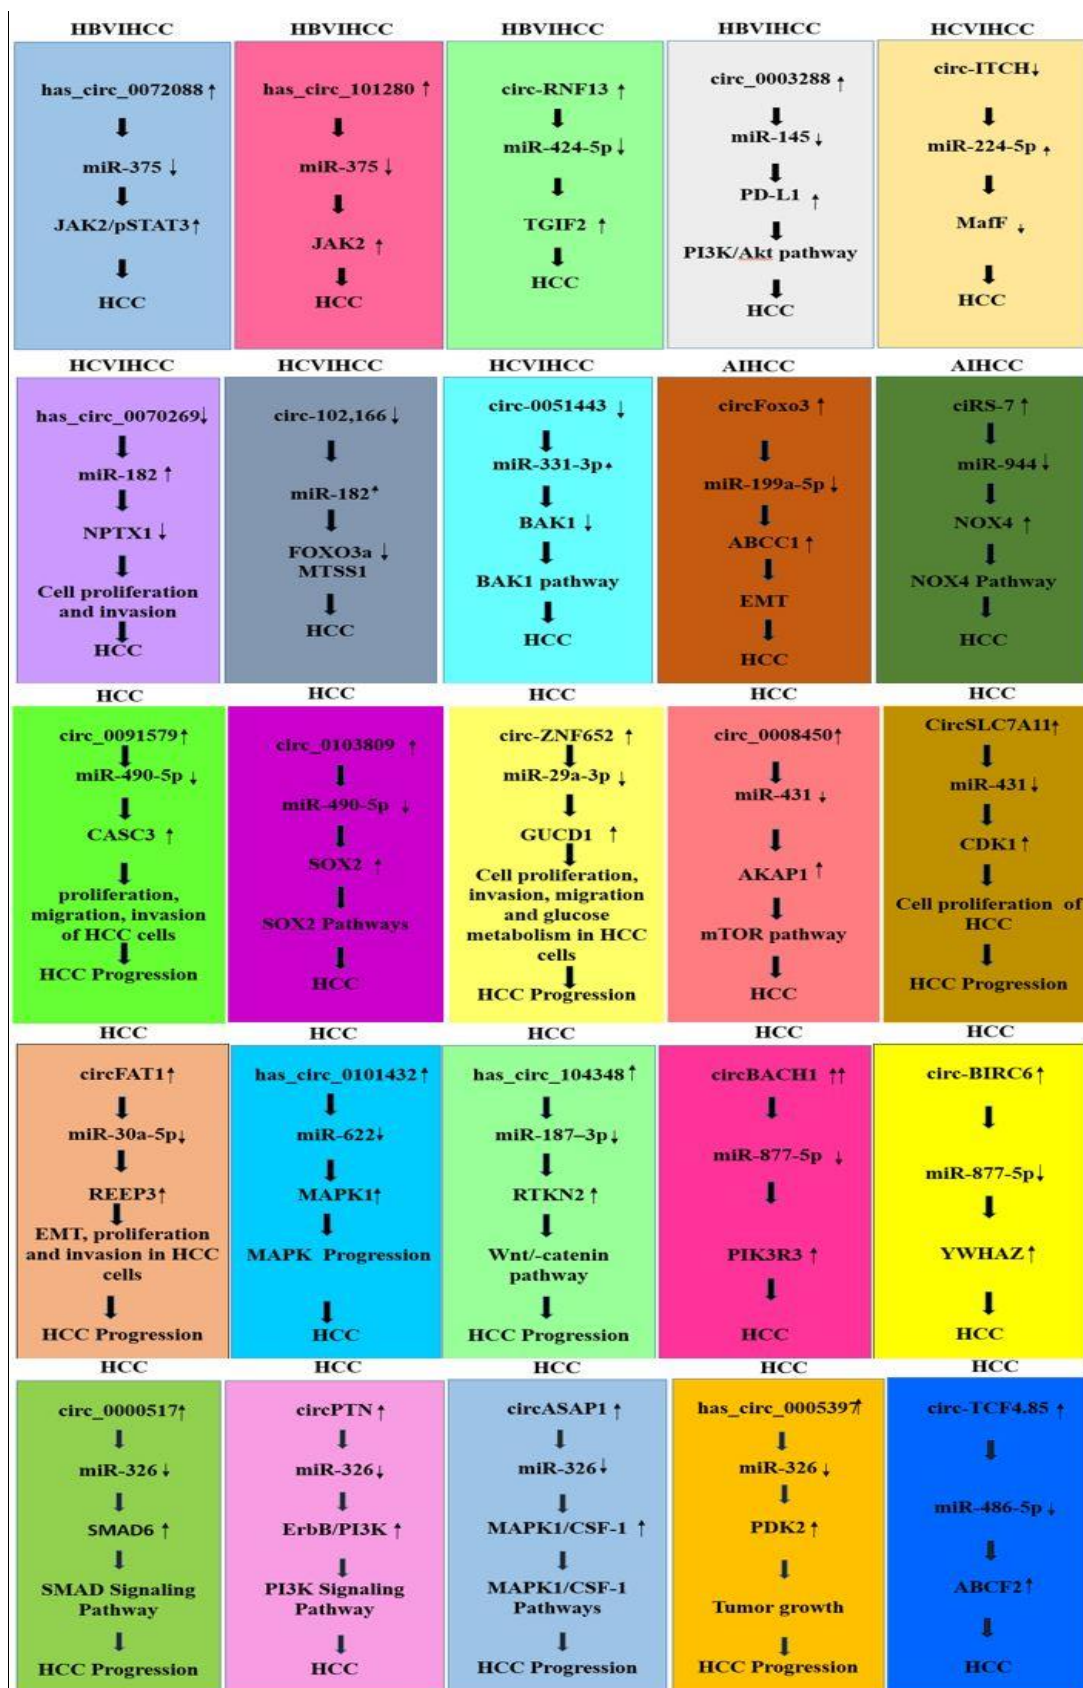 HBVIHCC
has_circ_0072088 ↑
miR-375 ↓
JAK2/pSTAT3 ↑
HCC
HBVIHCC
has_circ_101280 ↑
miR-375 ↓
JAK2 ↑
HCC
HBVIHCC
circ-RNF13 ↑
miR-424-5p ↓
TGIF2 ↑
HCC
HBVIHCC
circ_0003288 ↑
miR-145 ↓
PD-L1 ↑
PI3K/Akt pathway
HCC
HCVIHCC
circ-ITCH ↓
miR-224-5p ↑
MafF ↓
HCC
HCVIHCC
has_circ_0070269 ↓
miR-182 ↑
NPTX1 ↓
Cell proliferation
and invasion
HCC
HCVIHCC
circ-102,166 ↓
miR-182 ↑
FOXO3a ↓
MTSS1
HCC
HCVIHCC
circ-0051443 ↓
miR-331-3p ↑
BAK1 ↓
BAK1 pathway
HCC
AIHCC
circFoxo3 ↑
miR-199a-5p ↓
ABCC1 ↑
EMT
HCC
AIHCC
ciRS-7 ↑
miR-944 ↓
NOX4 ↑
NOX4 Pathway
HCC
HCC
circ_0091579 ↑
miR-490-5p ↓
CASC3 ↑
proliferation,
migration, invasion
of HCC cells
HCC Progression
HCC
circ_0103809 ↑
miR-490-5p ↓
SOX2 ↑
SOX2 Pathways
HCC
HCC
circ-ZNF652 ↑
miR-29a-3p ↓
GUCD1 ↑
Cell proliferation,
invasion, migration
and glucose
metabolism in HCC
cells
HCC Progression
HCC
circ_0008450 ↑
miR-431 ↓
AKAP1 ↑
mTOR pathway
HCC
HCC
CircSLC7A11 ↑
miR-431 ↓
CDK1 ↑
Cell proliferation of
HCC
HCC Progression
HCC
circFAT1 ↑
miR-30a-5p ↓
REEP3 ↑
EMT, proliferation
and invasion in HCC
cells
HCC Progression
HCC
has_circ_0101432 ↑
miR-622 ↓
MAPK1 ↑
MAPK Progression
HCC
HCC
has_circ_104348 ↑
miR-187–3p ↓
RTKN2 ↑
Wnt/-catenin
pathway
HCC Progression
HCC
circBACH1 ↑↑
miR-877-5p ↓
PIK3R3 ↑
HCC
HCC
circ-BIRC6 ↑
miR-877-5p ↓
YWHAZ ↑
HCC
HCC
circ_0000517 ↑
miR-326 ↓
SMAD6 ↑
SMAD Signaling
Pathway
HCC Progression
HCC
circPTN ↑
miR-326 ↓
ErbB/PI3K ↑
PI3K Signaling
Pathway
HCC
HCC
circASAP1 ↑
miR-326 ↓
MAPK1/CSF-1 ↑
MAPK1/CSF-1
Pathways
HCC Progression
HCC
has_circ_0005397 ↑
miR-326 ↓
PDK2 ↑
Tumor growth
HCC Progression
HCC
circ-TCF4.85 ↑
miR-486-5p ↓
ABCF2 ↑
HCC